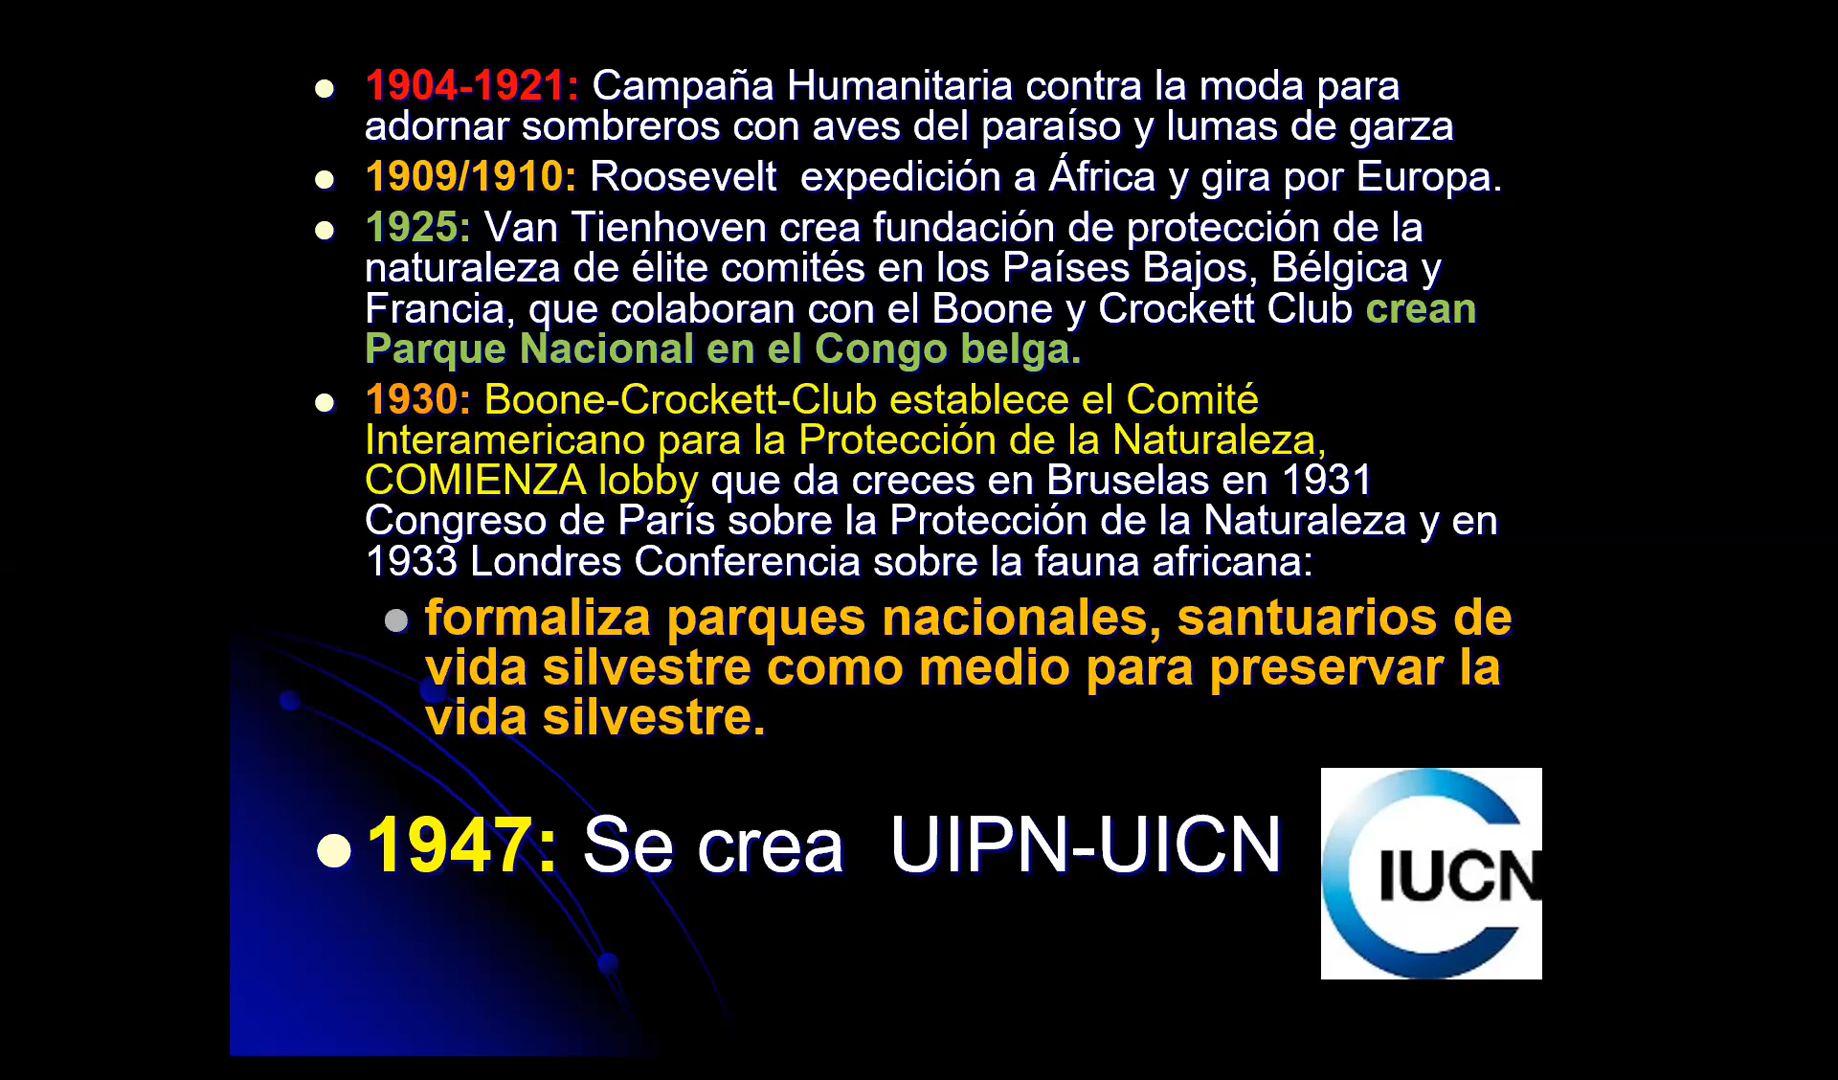 1904-1921: Campaña Humanitaria contra la moda para
adornar sombreros con aves del paraíso y lumas de garza
1909/1910: Roosevelt expedición a África y gira por Europa.
1925: Van Tienhoven crea fundación de protección de la
naturaleza de élite comités en los Países Bajos, Bélgica y
Francia, que colaboran con el Boone y Crockett Club crean
Parque Nacional en el Congo belga.
1930: Boone-Crockett-Club establece el Comité
Interamericano para la Protección de la Naturaleza,
COMIENZA lobby que da creces en Bruselas en 1931
Congreso de París sobre la Protección de la Naturaleza y en
1933 Londres Conferencia sobre la fauna africana:
formaliza parques nacionales, santuarios de
vida silvestre como medio para preservar la
vida silvestre.
1947: Se crea UIPN-UICN
IUCN